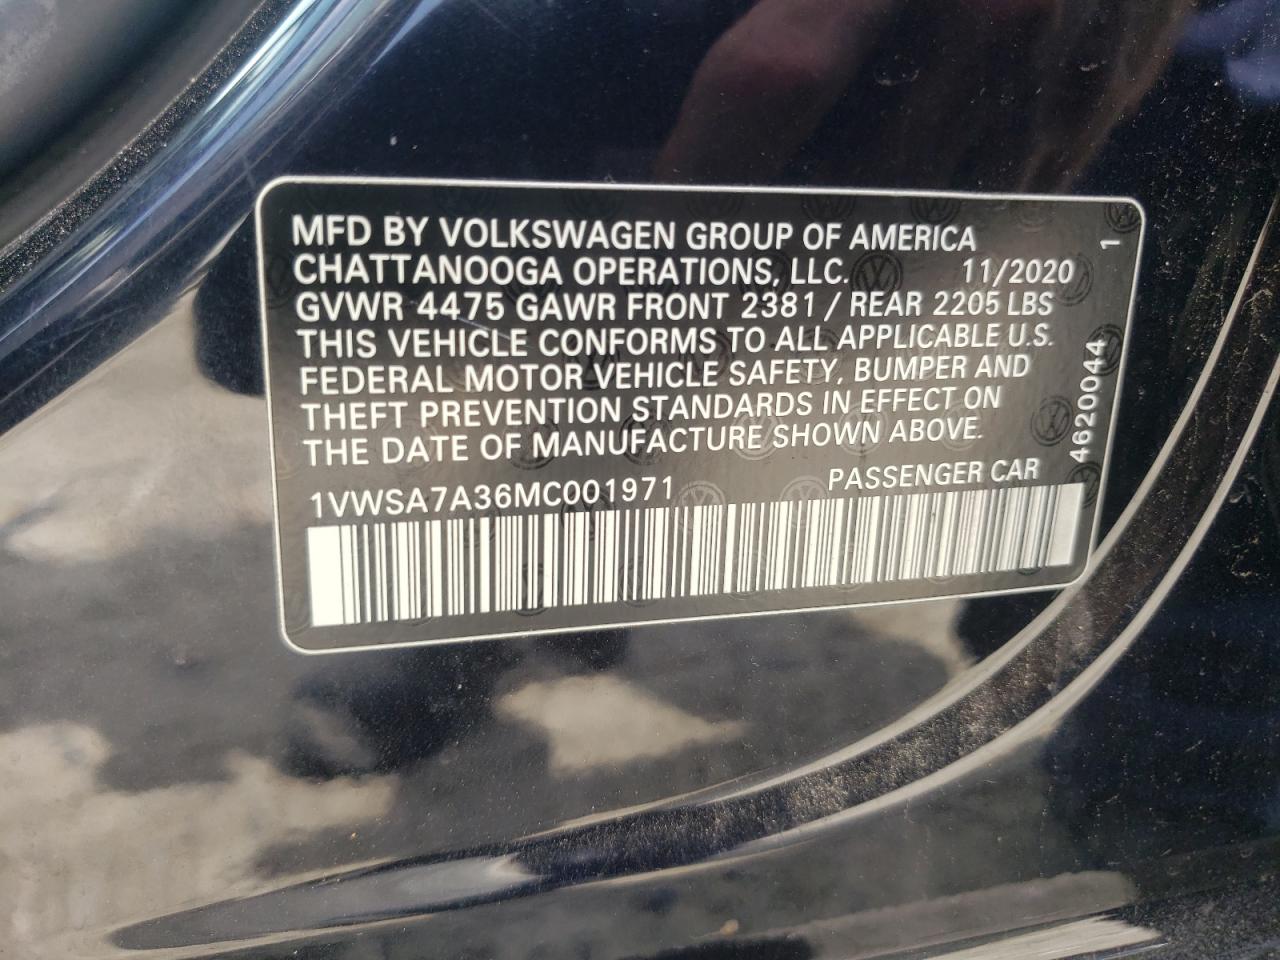 MFD BY VOLKSWAGEN GROUP OF AMERICA
CHATTANOOGA OPERATIONS, LLC. 11/2020
GVWR 4475 GAWR FRONT 2381 / REAR 2205 LBS
THIS VEHICLE CONFORMS TO ALL APPLICABLE U.S.
FEDERAL MOTOR VEHICLE SAFETY, BUMPER AND
THEFT PREVENTION STANDARDS IN EFFECT ON
THE DATE OF MANUFACTURE SHOWN ABOVE.
1VWSA7A36MC001971 PASSENGER CAR
4620044 1